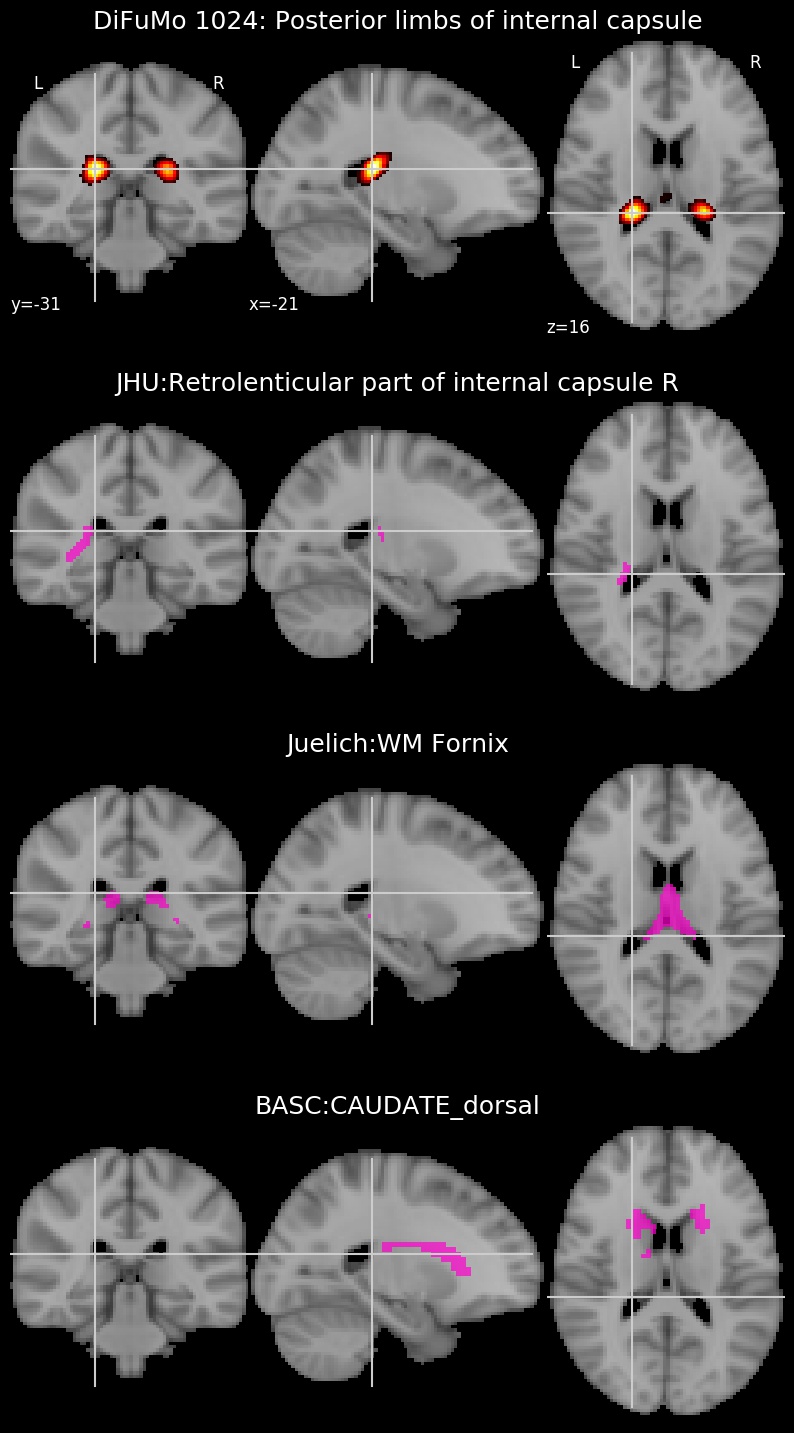 DiFuMo 1024: Posterior limbs of internal capsule
L R
L R
y=-31 x=-21
z=16
JHU:Retrolenticular part of internal capsule R
Juelich:WM Fornix
BASC:CAUDATE_dorsal